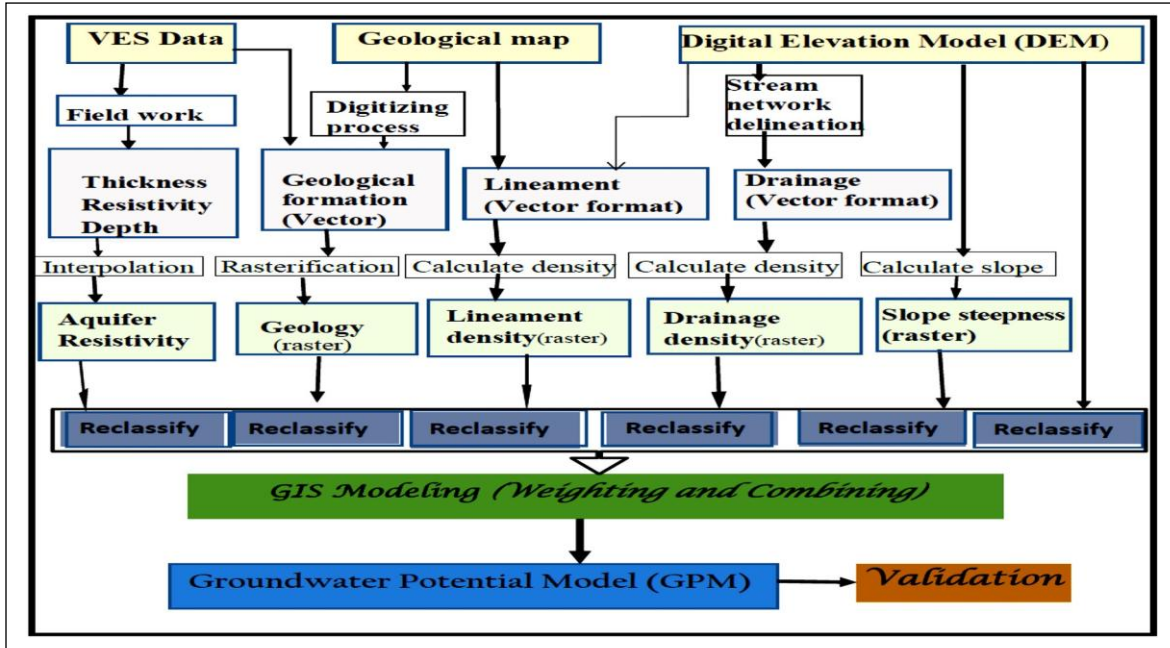 VES Data
Geological map
Digital Elevation Model (DEM)
Field work
Digitizing
process
Stream
network
delineation
Thickness
Resistivity
Depth
Geological
formation
(Vector)
Lineament
(Vector format)
Drainage
(Vector format)
Interpolation
Rasterification
Calculate density
Calculate density
Calculate slope
Aquifer
Resistivity
Geology
(raster)
Lineament
density(raster)
Drainage
density(raster)
Slope steepness
(raster)
Reclassify
Reclassify
Reclassify
Reclassify
Reclassify
Reclassify
GIS Modeling (Weighting and Combining)
Groundwater Potential Model (GPM)
Validation